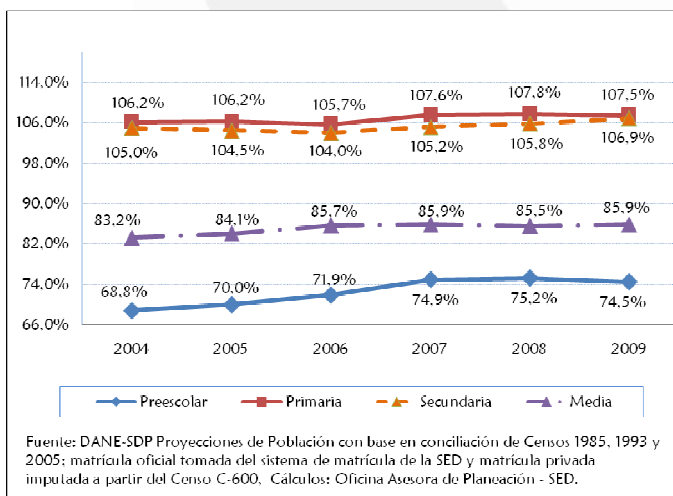 114.0%
106.0%
98.0%
90.0%
82.0%
74.0%
66.0%
106,2% 106,2% 105,7% 107,6% 107,8% 107,5%
105,0% 104,5% 104,0% 105,2% 105,8% 106,9%
83,2% 84,1% 85,7% 85,9% 85,5% 85,9%
68,8% 70,0% 71,9% 74,9% 75,2% 74,5%
2004 2005 2006 2007 2008 2009
Preescolar Primaria Secundaria Media
Fuente: DANE-SDP Proyecciones de Población con base en conciliación de Censos 1985, 1993 y
2005; matrícula oficial tomada del sistema de matrícula de la SED y matrícula privada
imputada a partir del Censo C-600, Cálculos: Oficina Asesora de Planeación - SED.